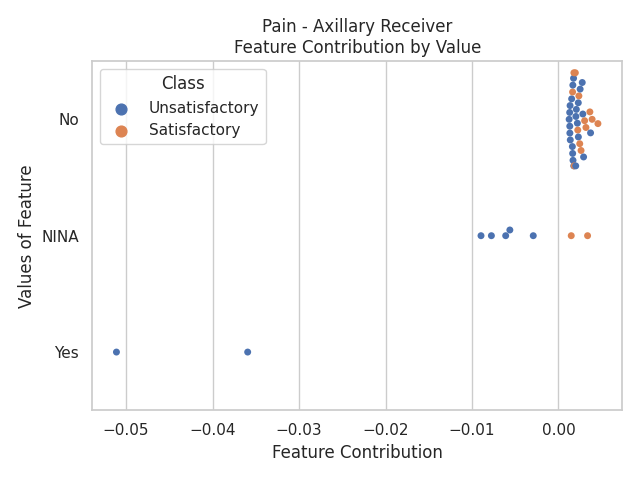 Pain - Axillary Receiver
Feature Contribution by Value
Class
Unsatisfactory
Satisfactory
Values of Feature
No
NINA
Yes
−0.05
−0.04
−0.03
−0.02
−0.01
0.00
Feature Contribution